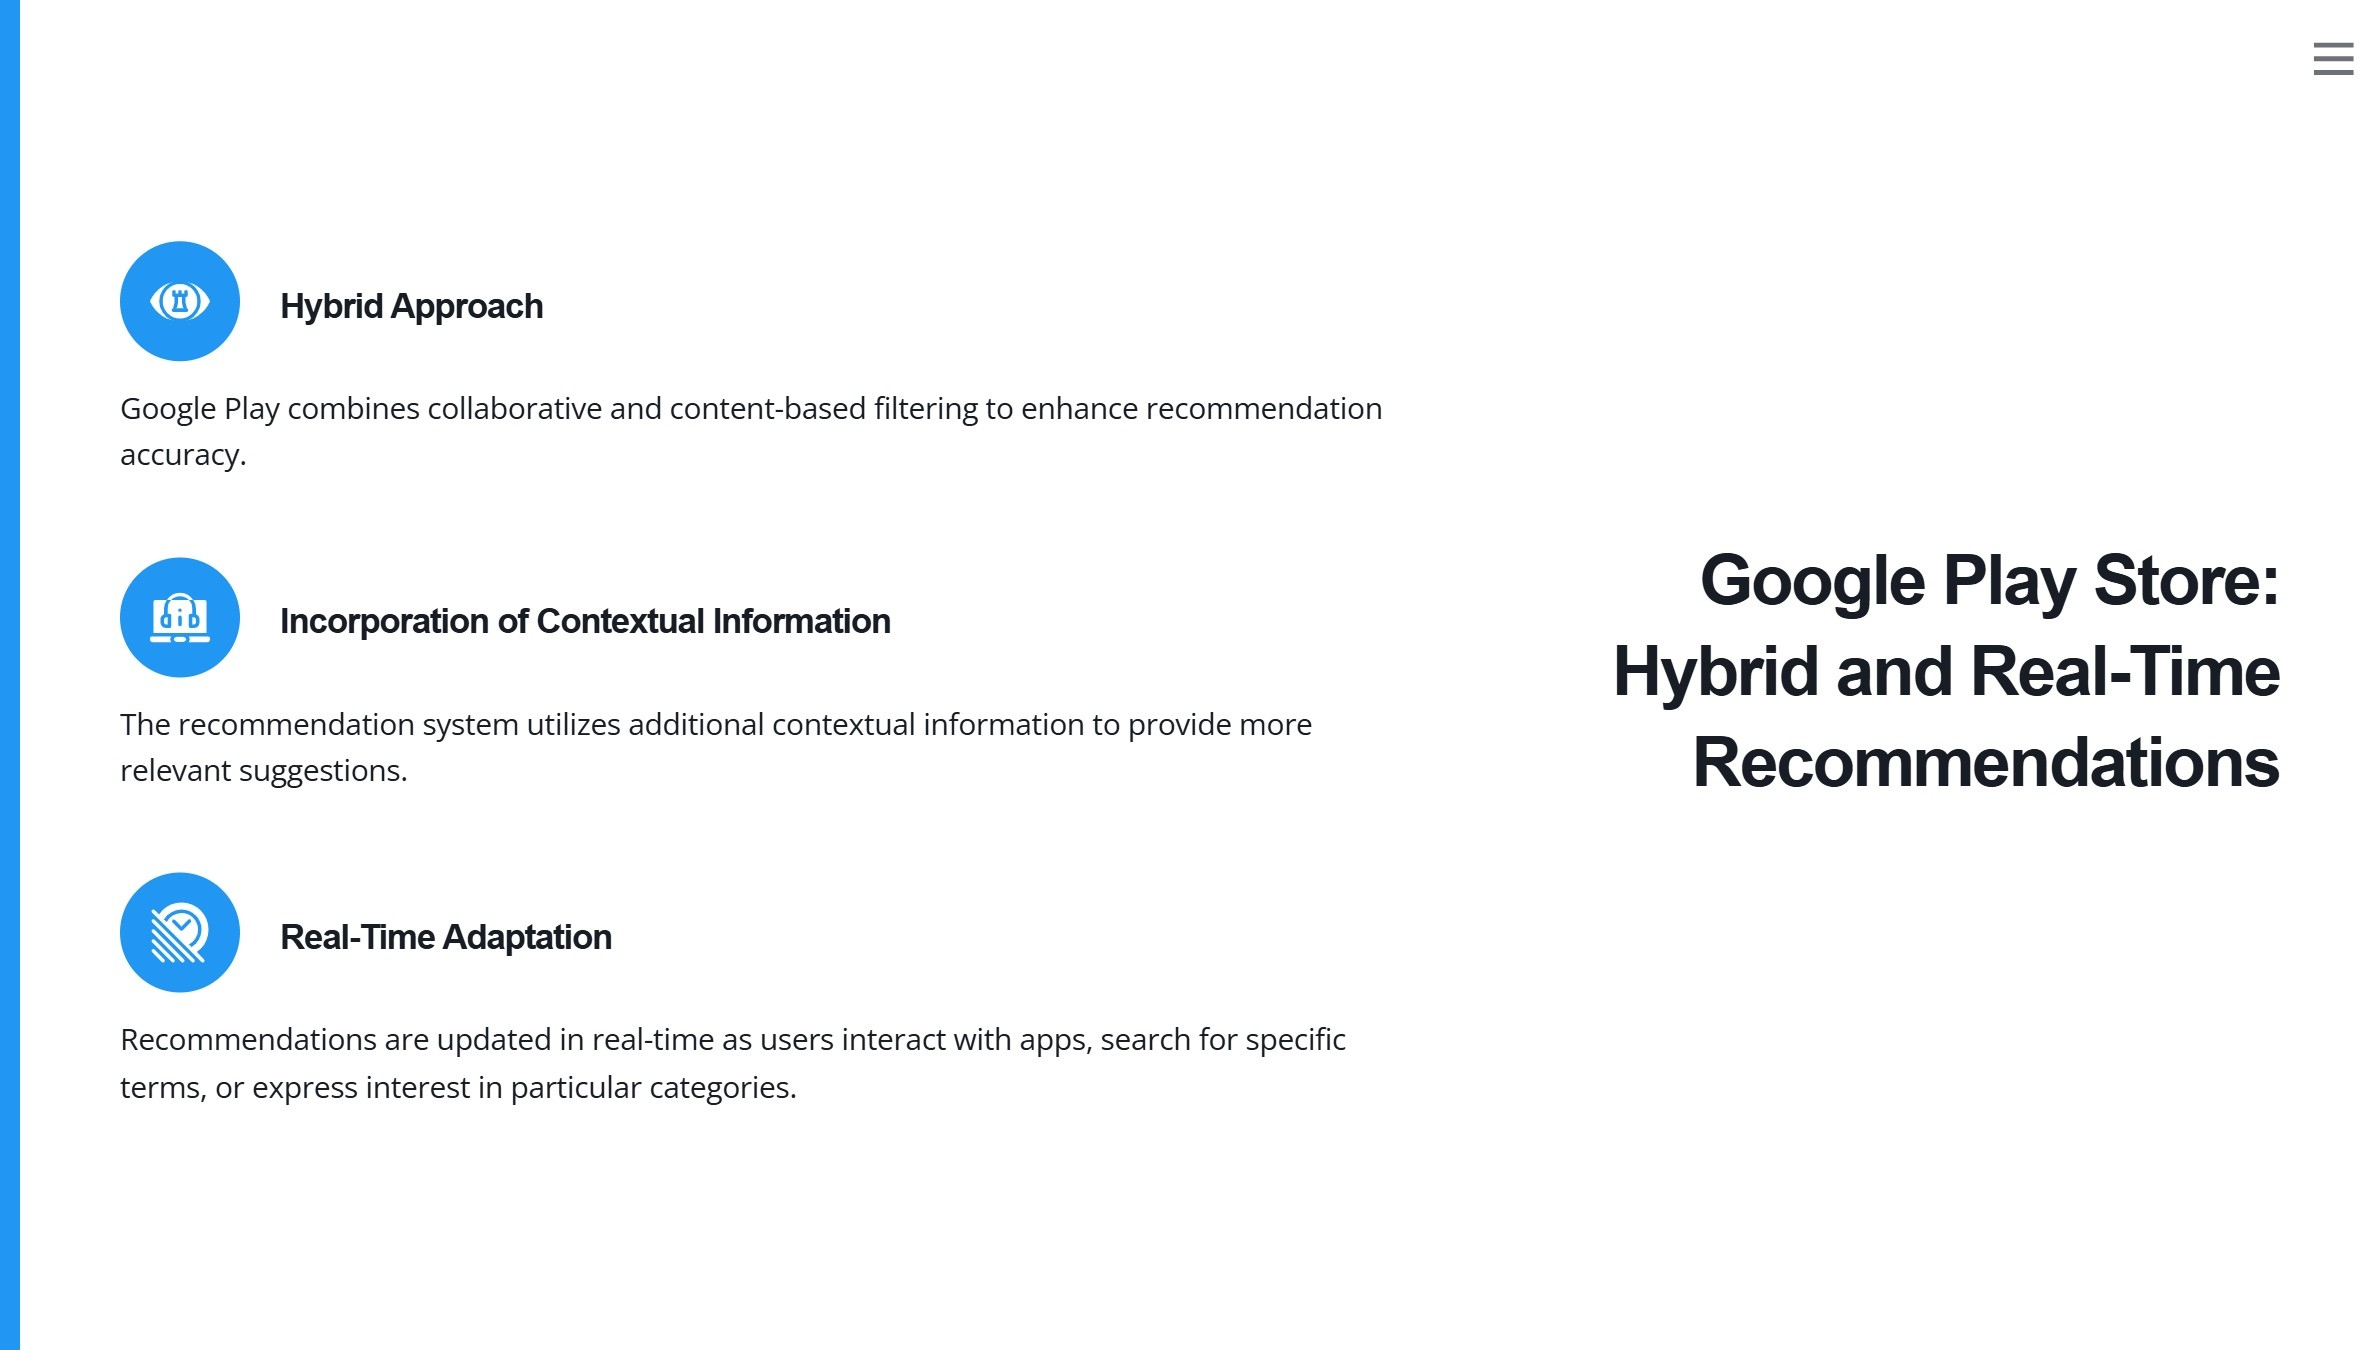 Hybrid Approach
Google Play combines collaborative and content-based filtering to enhance recommendation
accuracy.
Incorporation of Contextual Information
The recommendation system utilizes additional contextual information to provide more
relevant suggestions.
Real-Time Adaptation
Recommendations are updated in real-time as users interact with apps, search for specific
terms, or express interest in particular categories.
Google Play Store:
Hybrid and Real-Time
Recommendations